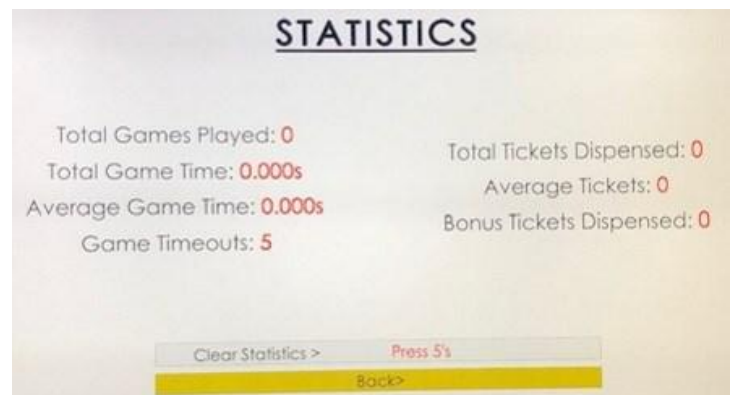 STATISTICS
Total Games Played: 0
Total Game Time: 0.000s
Average Game Time: 0.000s
Game Timeouts: 5
Total Tickets Dispensed: 0
Average Tickets: 0
Bonus Tickets Dispensed: 0
Clear Statistics > Press 5's
Back>